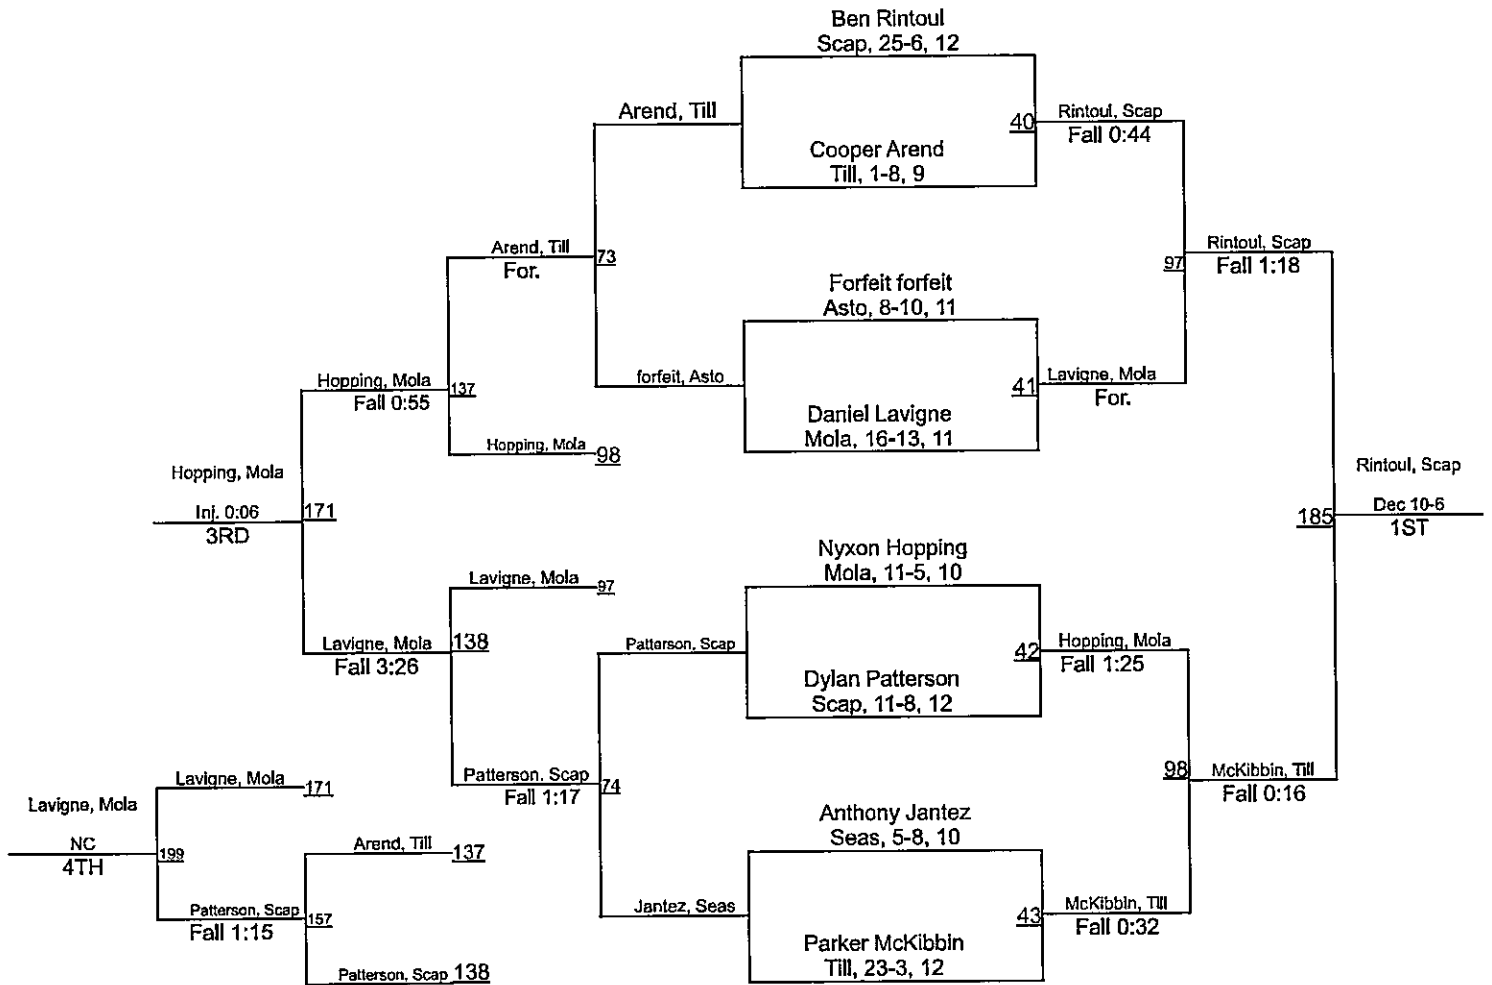 Ben Rintoul
Scap, 25-6, 12
Arend, Till
40
Rintoul, Scap
Fall 0:44
Cooper Arend
Till, 1-8, 9
Arend, Till
For.
73
Rintoul, Scap
Fall 1:18
97
Forfeit forfeit
Asto, 8-10, 11
Hopping, Mola
Fall 0:55
137
forfeit, Asto
41
Lavigne, Mola
For.
Daniel Lavigne
Mola, 16-13, 11
Hopping, Mola
98
Hopping, Mola
Inj. 0:06
3RD
171
Rintoul, Scap
Dec 10-6
1ST
185
Nyxon Hopping
Mola, 11-5, 10
Lavigne, Mola
97
Lavigne, Mola
Fall 3:26
138
Patterson, Scap
42
Hopping, Mola
Fall 1:25
Dylan Patterson
Scap, 11-8, 12
Patterson, Scap
Fall 1:17
74
98
McKibbin, Till
Fall 0:16
Lavigne, Mola
171
Lavigne, Mola
NC
4TH
199
Anthony Jantez
Seas, 5-8, 10
Arend, Till
137
Patterson, Scap
Fall 1:15
157
Jantez, Seas
43
McKibbin, Till
Fall 0:32
Parker McKibbin
Till, 23-3, 12
Patterson, Scap
138